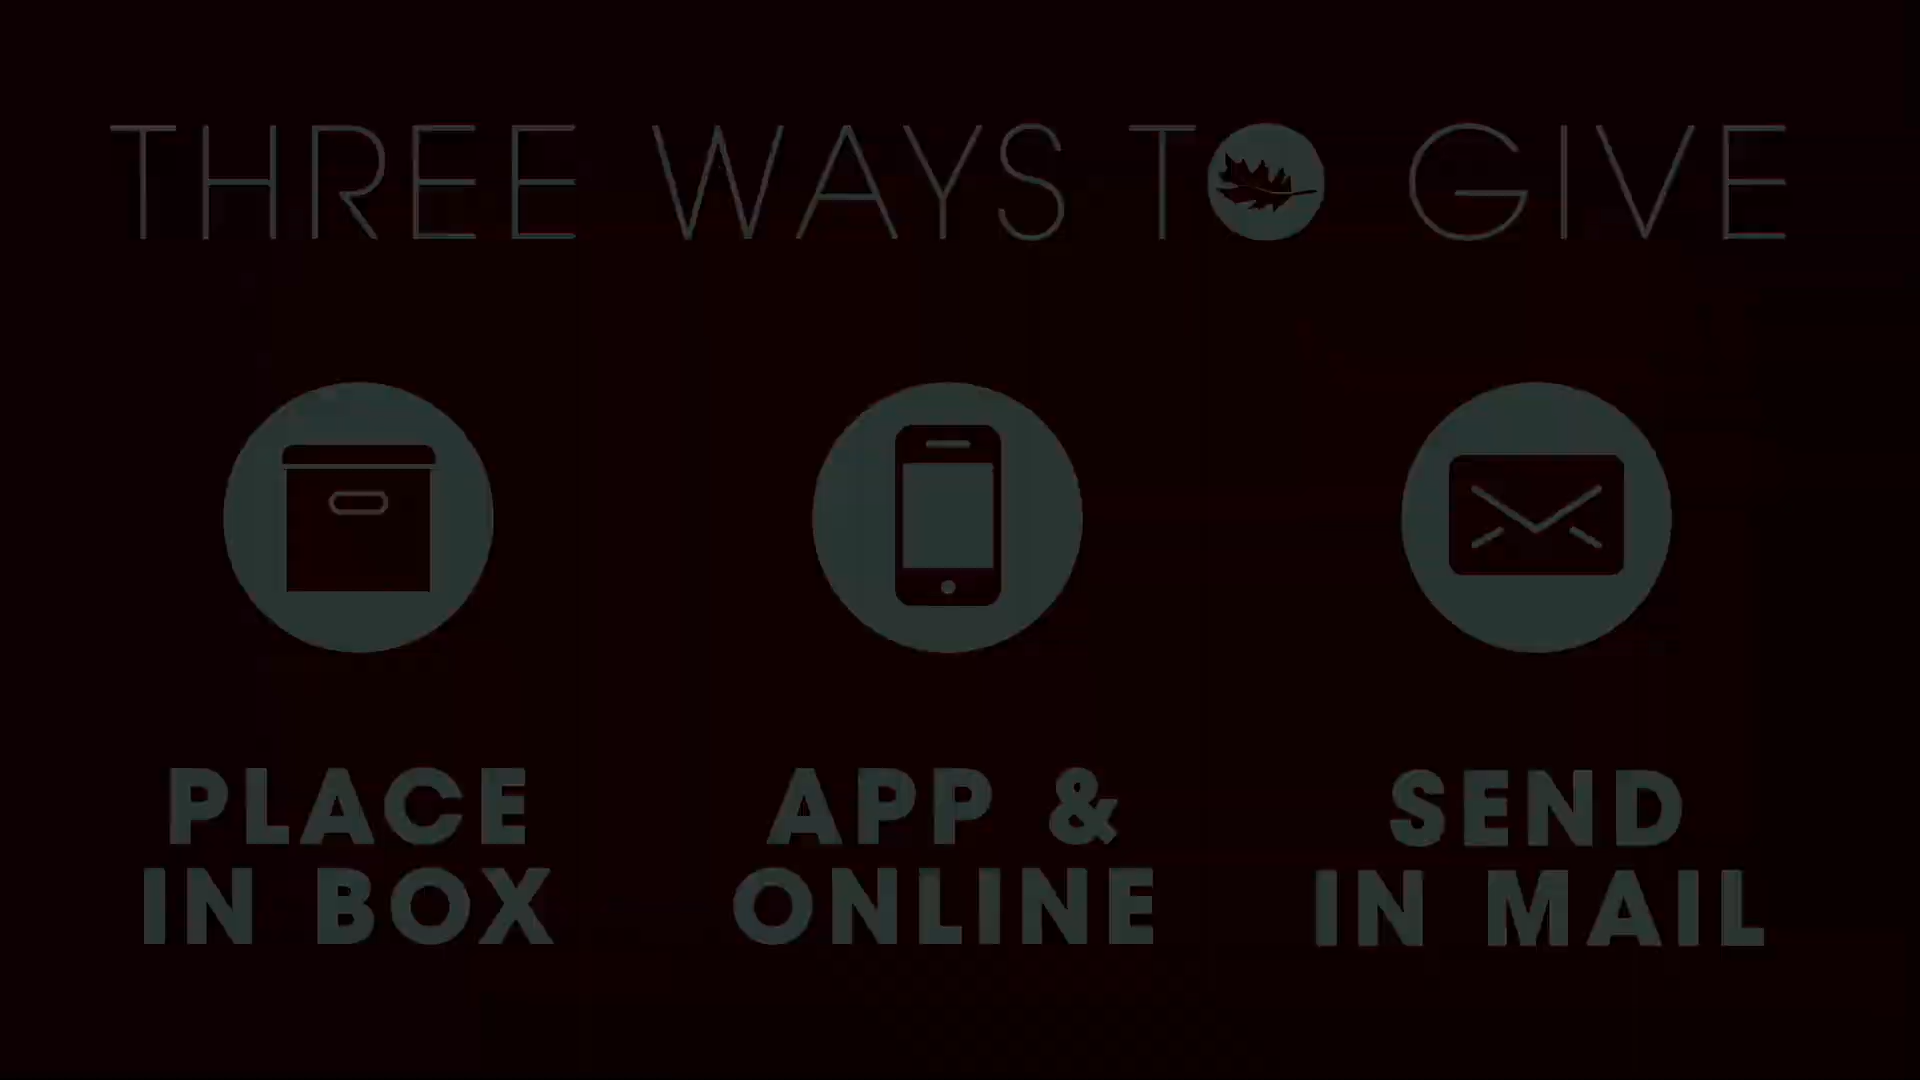 THREE WAYS TO GIVE
PLACE
IN BOX
APP &
ONLINE
SEND
IN MAIL